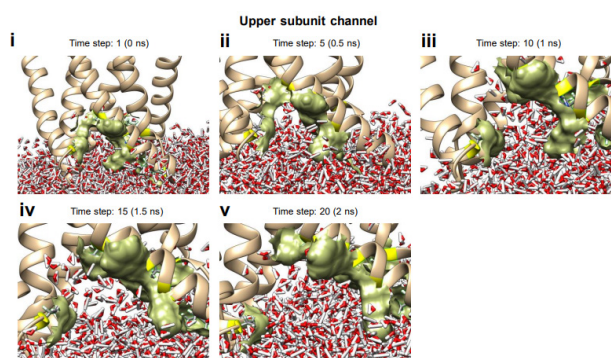 Upper subunit channel
i
Time step: 1 (0 ns)
ii
Time step: 5 (0.5 ns)
iii
Time step: 10 (1 ns)
iv
Time step: 15 (1.5 ns)
v
Time step: 20 (2 ns)